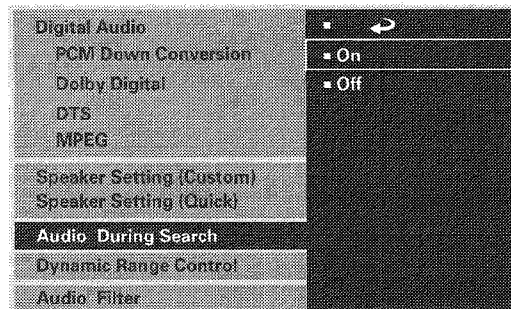 Digital Audio
PCM Down Conversion
Dolby Digital
DTS
MPEG
Speaker Setting (Custom)
Speaker Setting (Quick)
Audio During Search
Dynamic Range Control
Audio Filter
On
Off